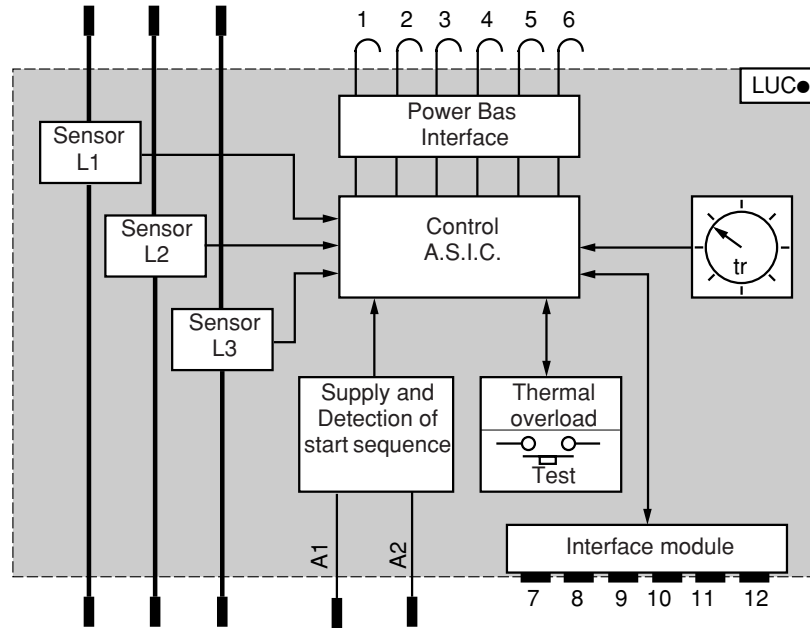 1 2 3 4 5 6
LUC●
Power Bas
Interface
Sensor
L1
Control
A.S.I.C.
Sensor
L2
tr
Sensor
L3
Supply and
Detection of
start sequence
Thermal
overload
Test
A1
A2
Interface module
7 8 9 10 11 12